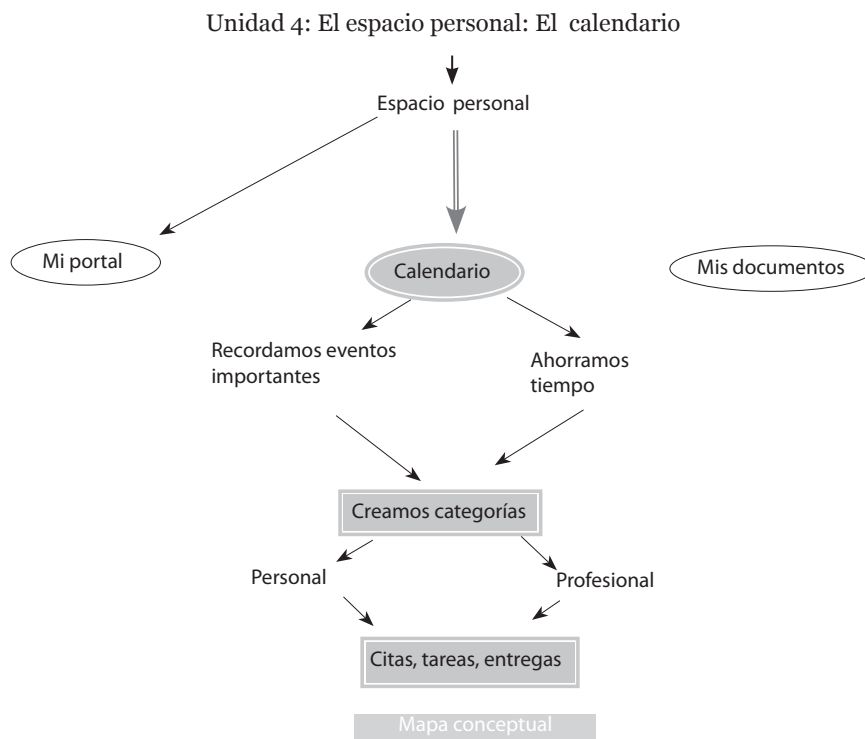 Unidad 4: El espacio personal: El  calendario
Espacio  personal
Mi portal
Calendario
Mis documentos
Recordamos eventos
importantes
Ahorramos
tiempo
Creamos categorías
Personal
Profesional
Citas, tareas, entregas
Mapa conceptual